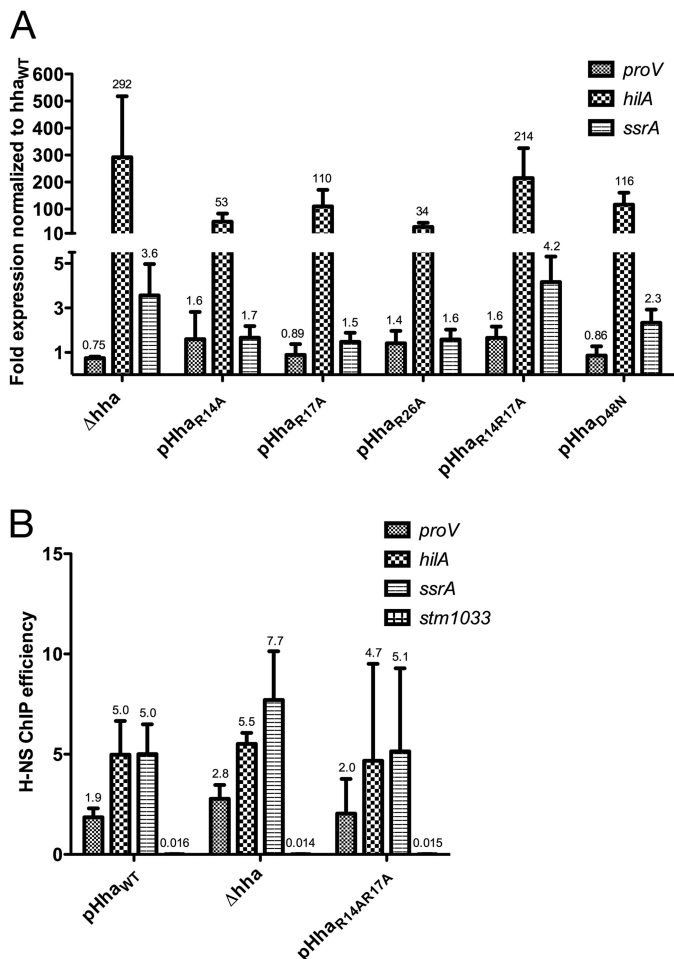 A
Fold expression normalized to hhaWT
600
500
400
300
200
100
10
5
3
1
proV
hilA
ssrA
0.75
292
3.6
1.6
53
1.7
0.89
110
1.5
1.4
34
1.6
1.6
214
4.2
0.86
116
2.3
Δhha
pHhaR14A
pHhaR17A
pHhaR26A
pHhaR14R17A
pHhaD48N
B
H-NS ChIP efficiency
15
10
5
0
proV
hilA
ssrA
stm1033
1.9
5.0
5.0
0.016
2.8
5.5
7.7
0.014
2.0
4.7
5.1
0.015
pHhaWT
Δhha
pHhaR14AR17A